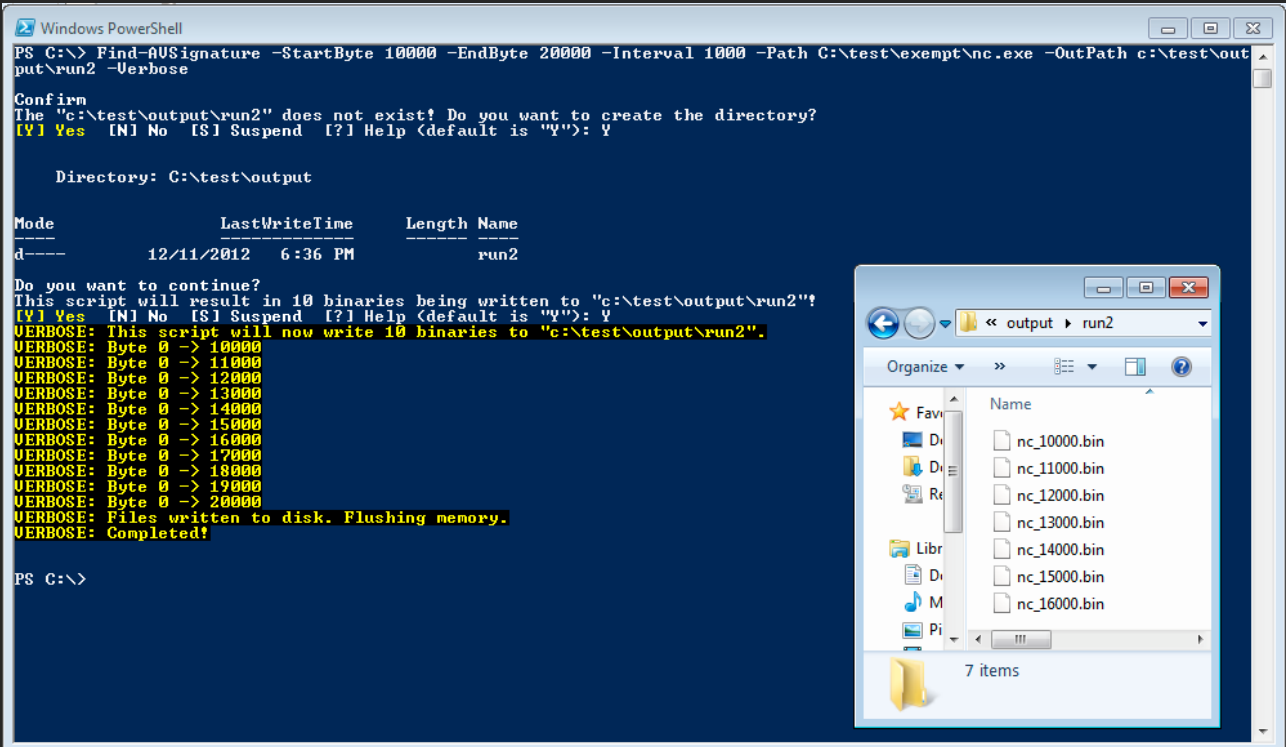 Windows PowerShell
PS C:\> Find-AVSignature -StartByte 10000 -EndByte 20000 -Interval 1000 -Path C:\test\exempt\nc.exe -OutPath c:\test\out
put\run2 -Verbose
Confirm
The "c:\test\output\run2" does not exist! Do you want to create the directory?
[Y] Yes [N] No [S] Suspend [?] Help (default is "Y"): Y
Directory: C:\test\output
Mode LastWriteTime Length Name
---- ------------- ------ ----
d---- 12/11/2012 6:36 PM run2
Do you want to continue?
This script will result in 10 binaries being written to "c:\test\output\run2"!
[Y] Yes [N] No [S] Suspend [?] Help (default is "Y"): Y
VERBOSE: This script will now write 10 binaries to "c:\test\output\run2".
VERBOSE: Byte 0 -> 10000
VERBOSE: Byte 0 -> 11000
VERBOSE: Byte 0 -> 12000
VERBOSE: Byte 0 -> 13000
VERBOSE: Byte 0 -> 14000
VERBOSE: Byte 0 -> 15000
VERBOSE: Byte 0 -> 16000
VERBOSE: Byte 0 -> 17000
VERBOSE: Byte 0 -> 18000
VERBOSE: Byte 0 -> 19000
VERBOSE: Byte 0 -> 20000
VERBOSE: Files written to disk. Flushing memory.
VERBOSE: Completed!
PS C:\>
« output run2
Organize »
Name
nc_10000.bin
nc_11000.bin
nc_12000.bin
nc_13000.bin
nc_14000.bin
nc_15000.bin
nc_16000.bin
Libr
Pi
7 items